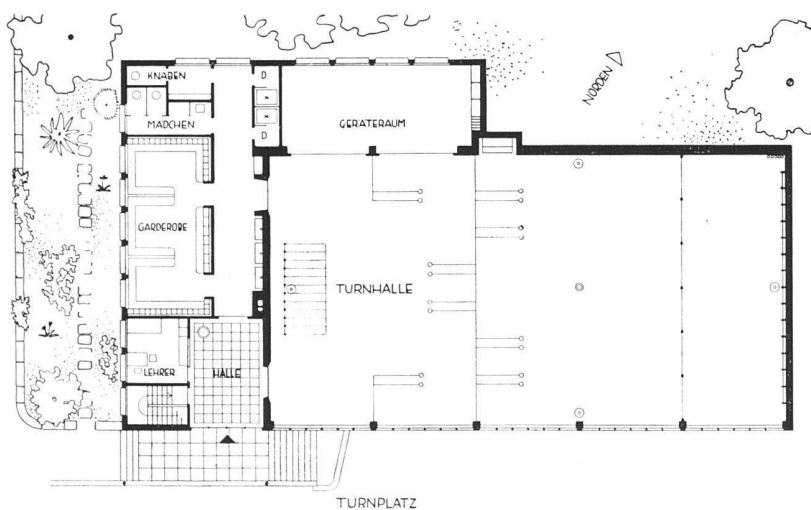 KNABEN
D.
NORDEN
MÄDCHEN
D
GERÄTERAUM
GARDEROBE
TURNHALLE
LEHRER
HALLE
TURNPLATZ